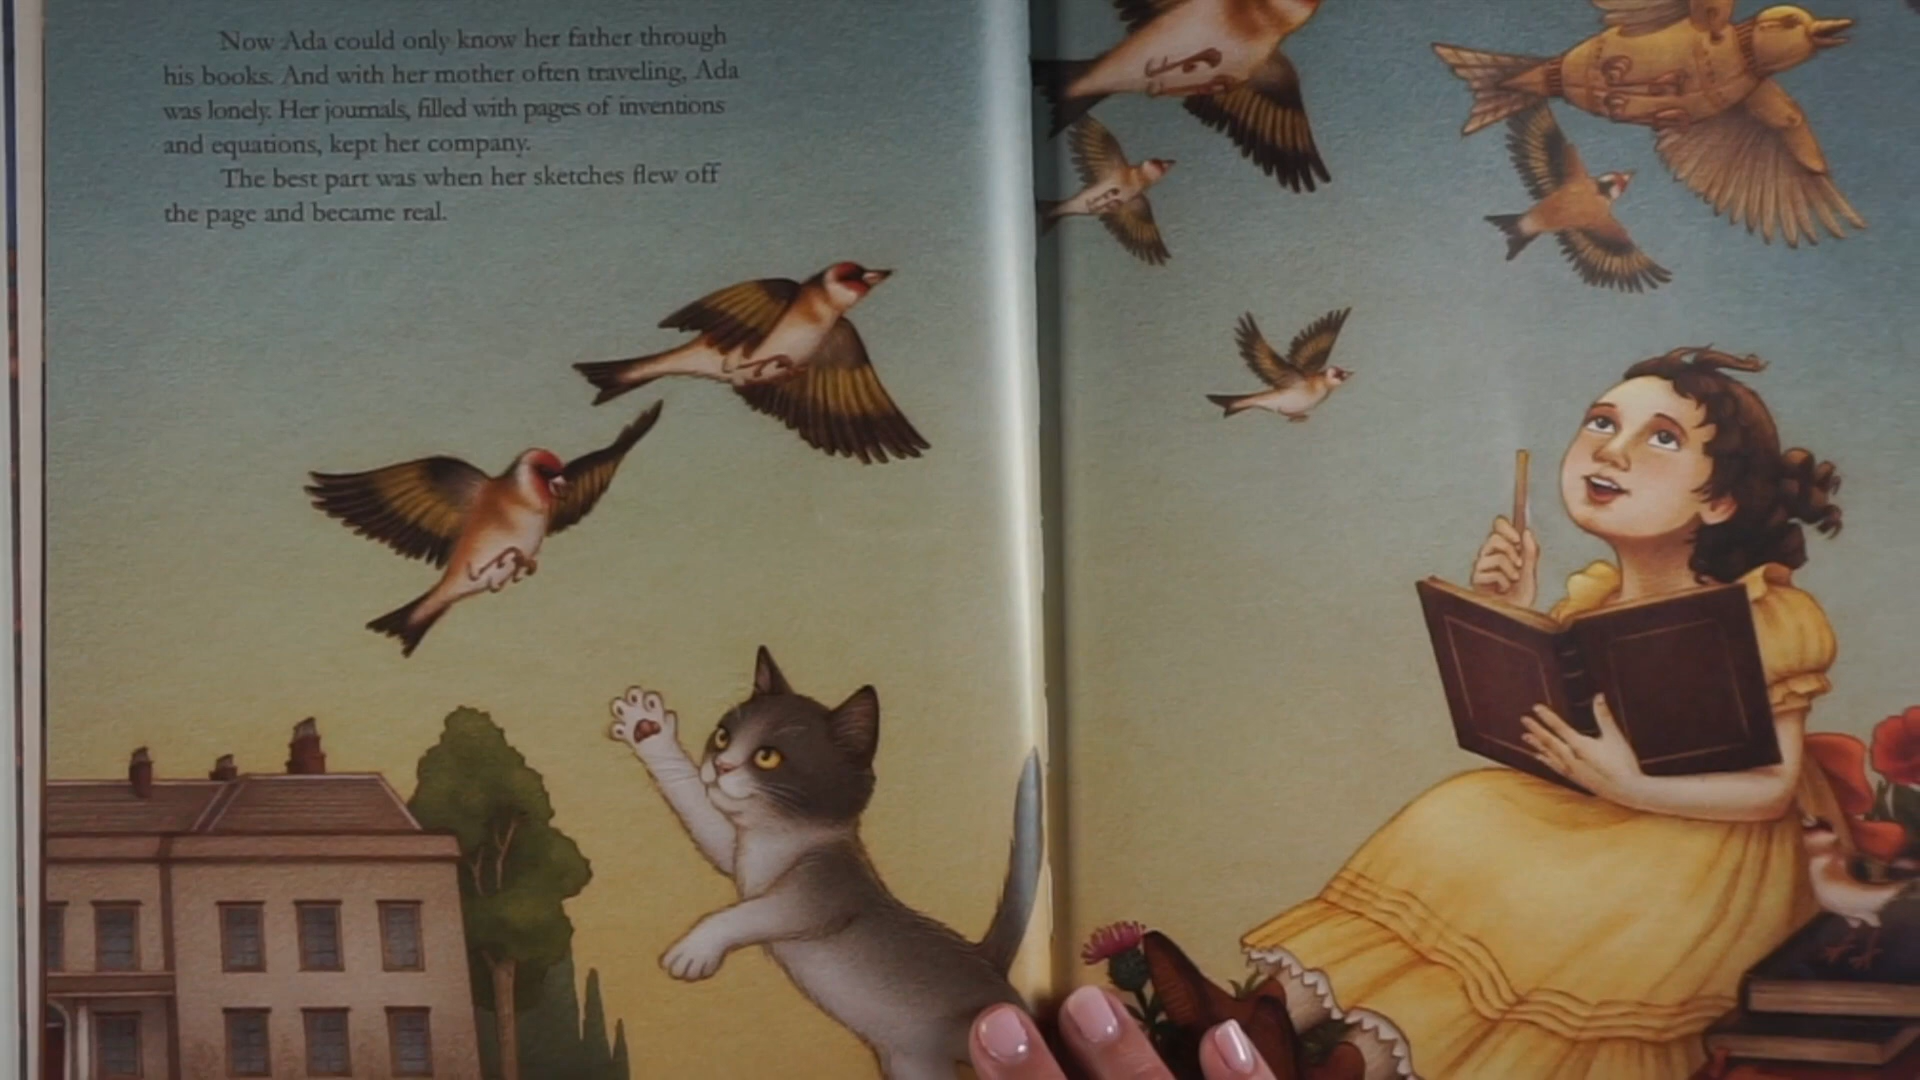 Now Ada could only know her father through
his books. And with her mother often traveling, Ada
was lonely. Her journals, filled with pages of inventions
and equations, kept her company.
The best part was when her sketches flew off
the page and became real.